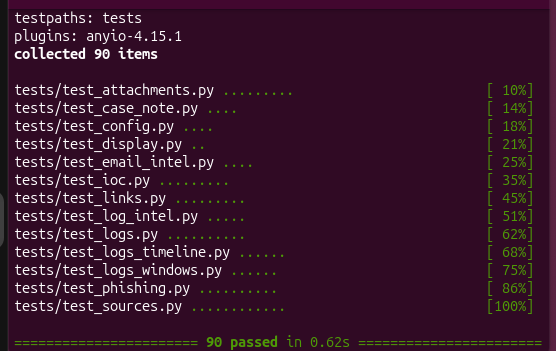 testpaths: tests
plugins: anyio-4.15.1
collected 90 items
tests/test_attachments.py ......... [ 10%]
tests/test_case_note.py .... [ 14%]
tests/test_config.py .... [ 18%]
tests/test_display.py .. [ 21%]
tests/test_email_intel.py .... [ 25%]
tests/test_ioc.py ......... [ 35%]
tests/test_links.py ......... [ 45%]
tests/test_log_intel.py ..... [ 51%]
tests/test_logs.py .......... [ 62%]
tests/test_logs_timeline.py ...... [ 68%]
tests/test_logs_windows.py ...... [ 75%]
tests/test_phishing.py .......... [ 86%]
tests/test_sources.py ............ [100%]
======================= 90 passed in 0.62s =======================